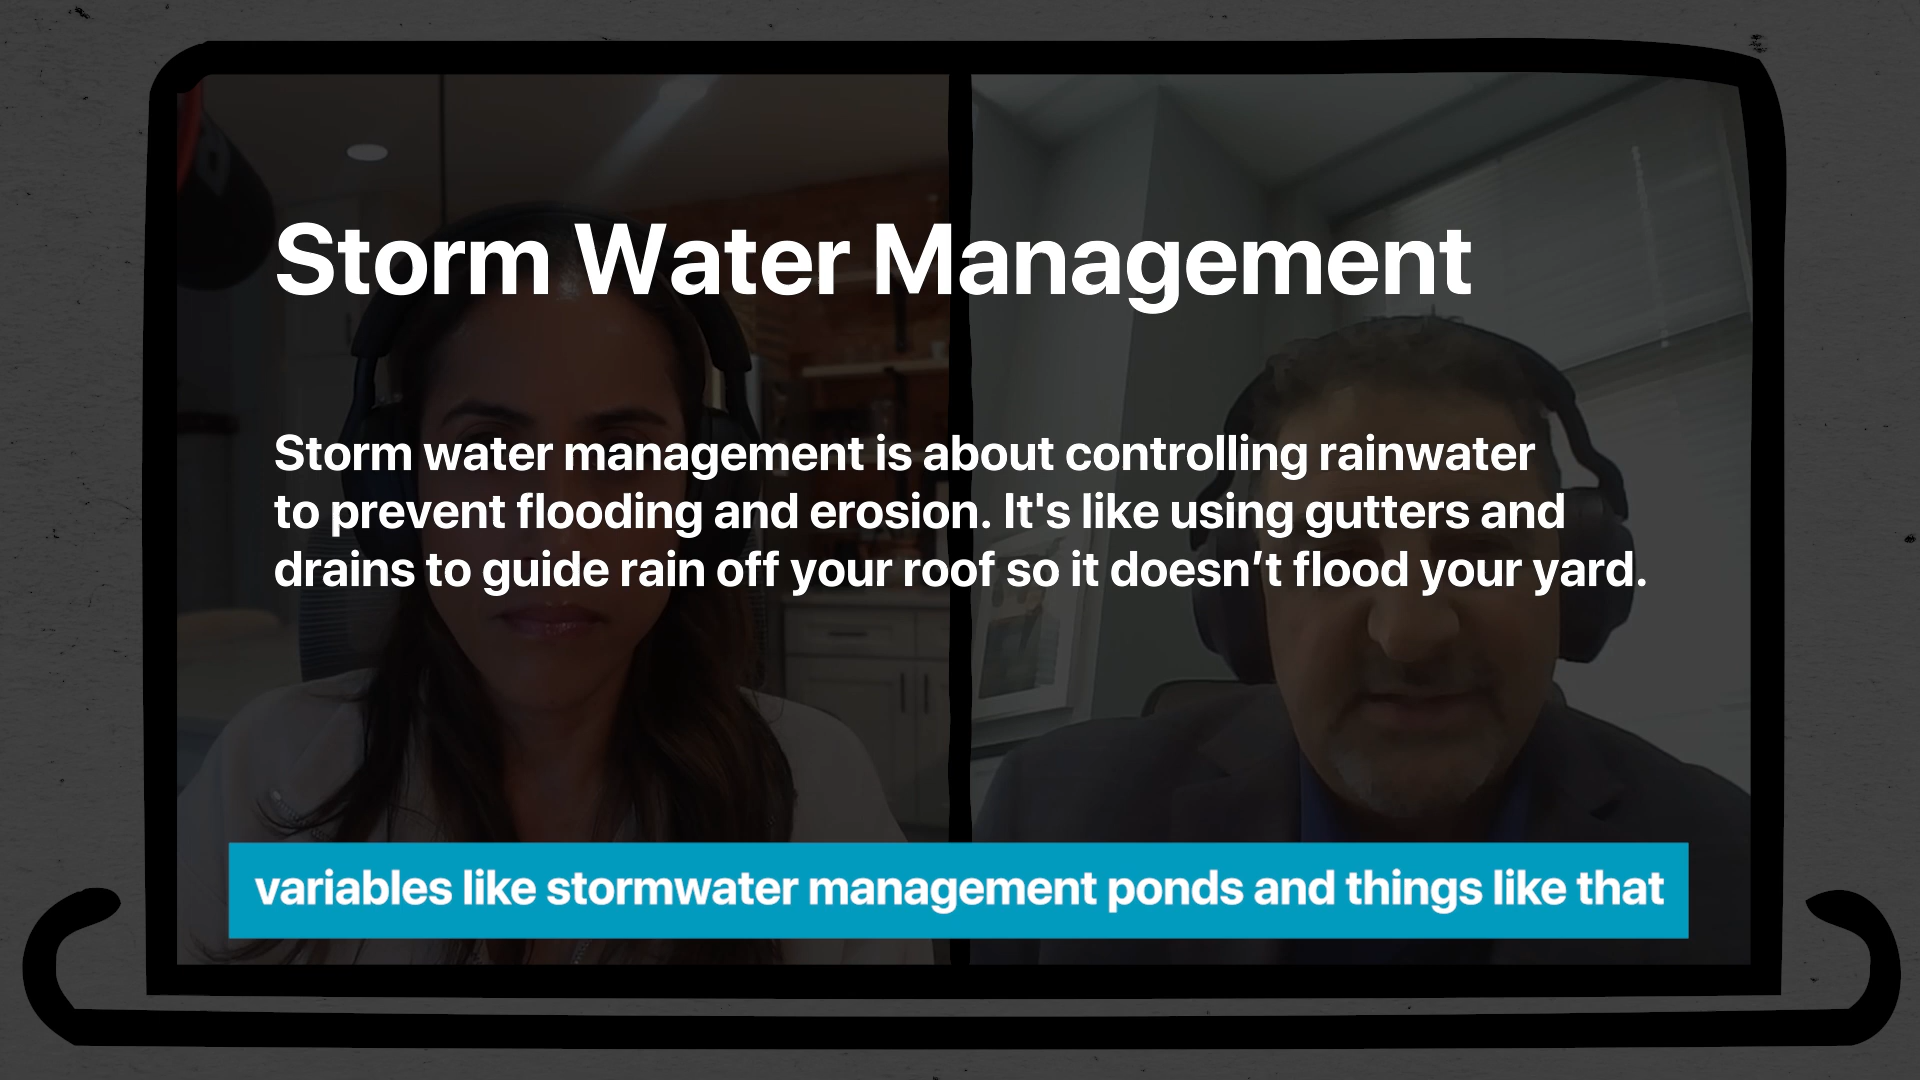 Storm Water Management
Storm water management is about controlling rainwater
to prevent flooding and erosion. It's like using gutters and
drains to guide rain off your roof so it doesn’t flood your yard.
variables like stormwater management ponds and things like that